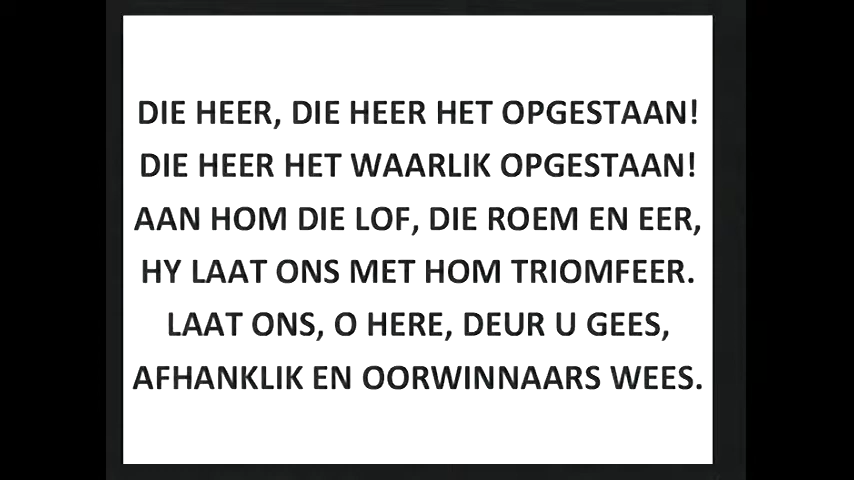 DIE HEER, DIE HEER HET OPGESTAAN!
DIE HEER HET WAARLIK OPGESTAAN!
AAN HOM DIE LOF, DIE ROEM EN EER,
HY LAAT ONS MET HOM TRIOMFEER.
LAAT ONS, O HERE, DEUR U GEES,
AFHANKLIK EN OORWINNAARS WEES.